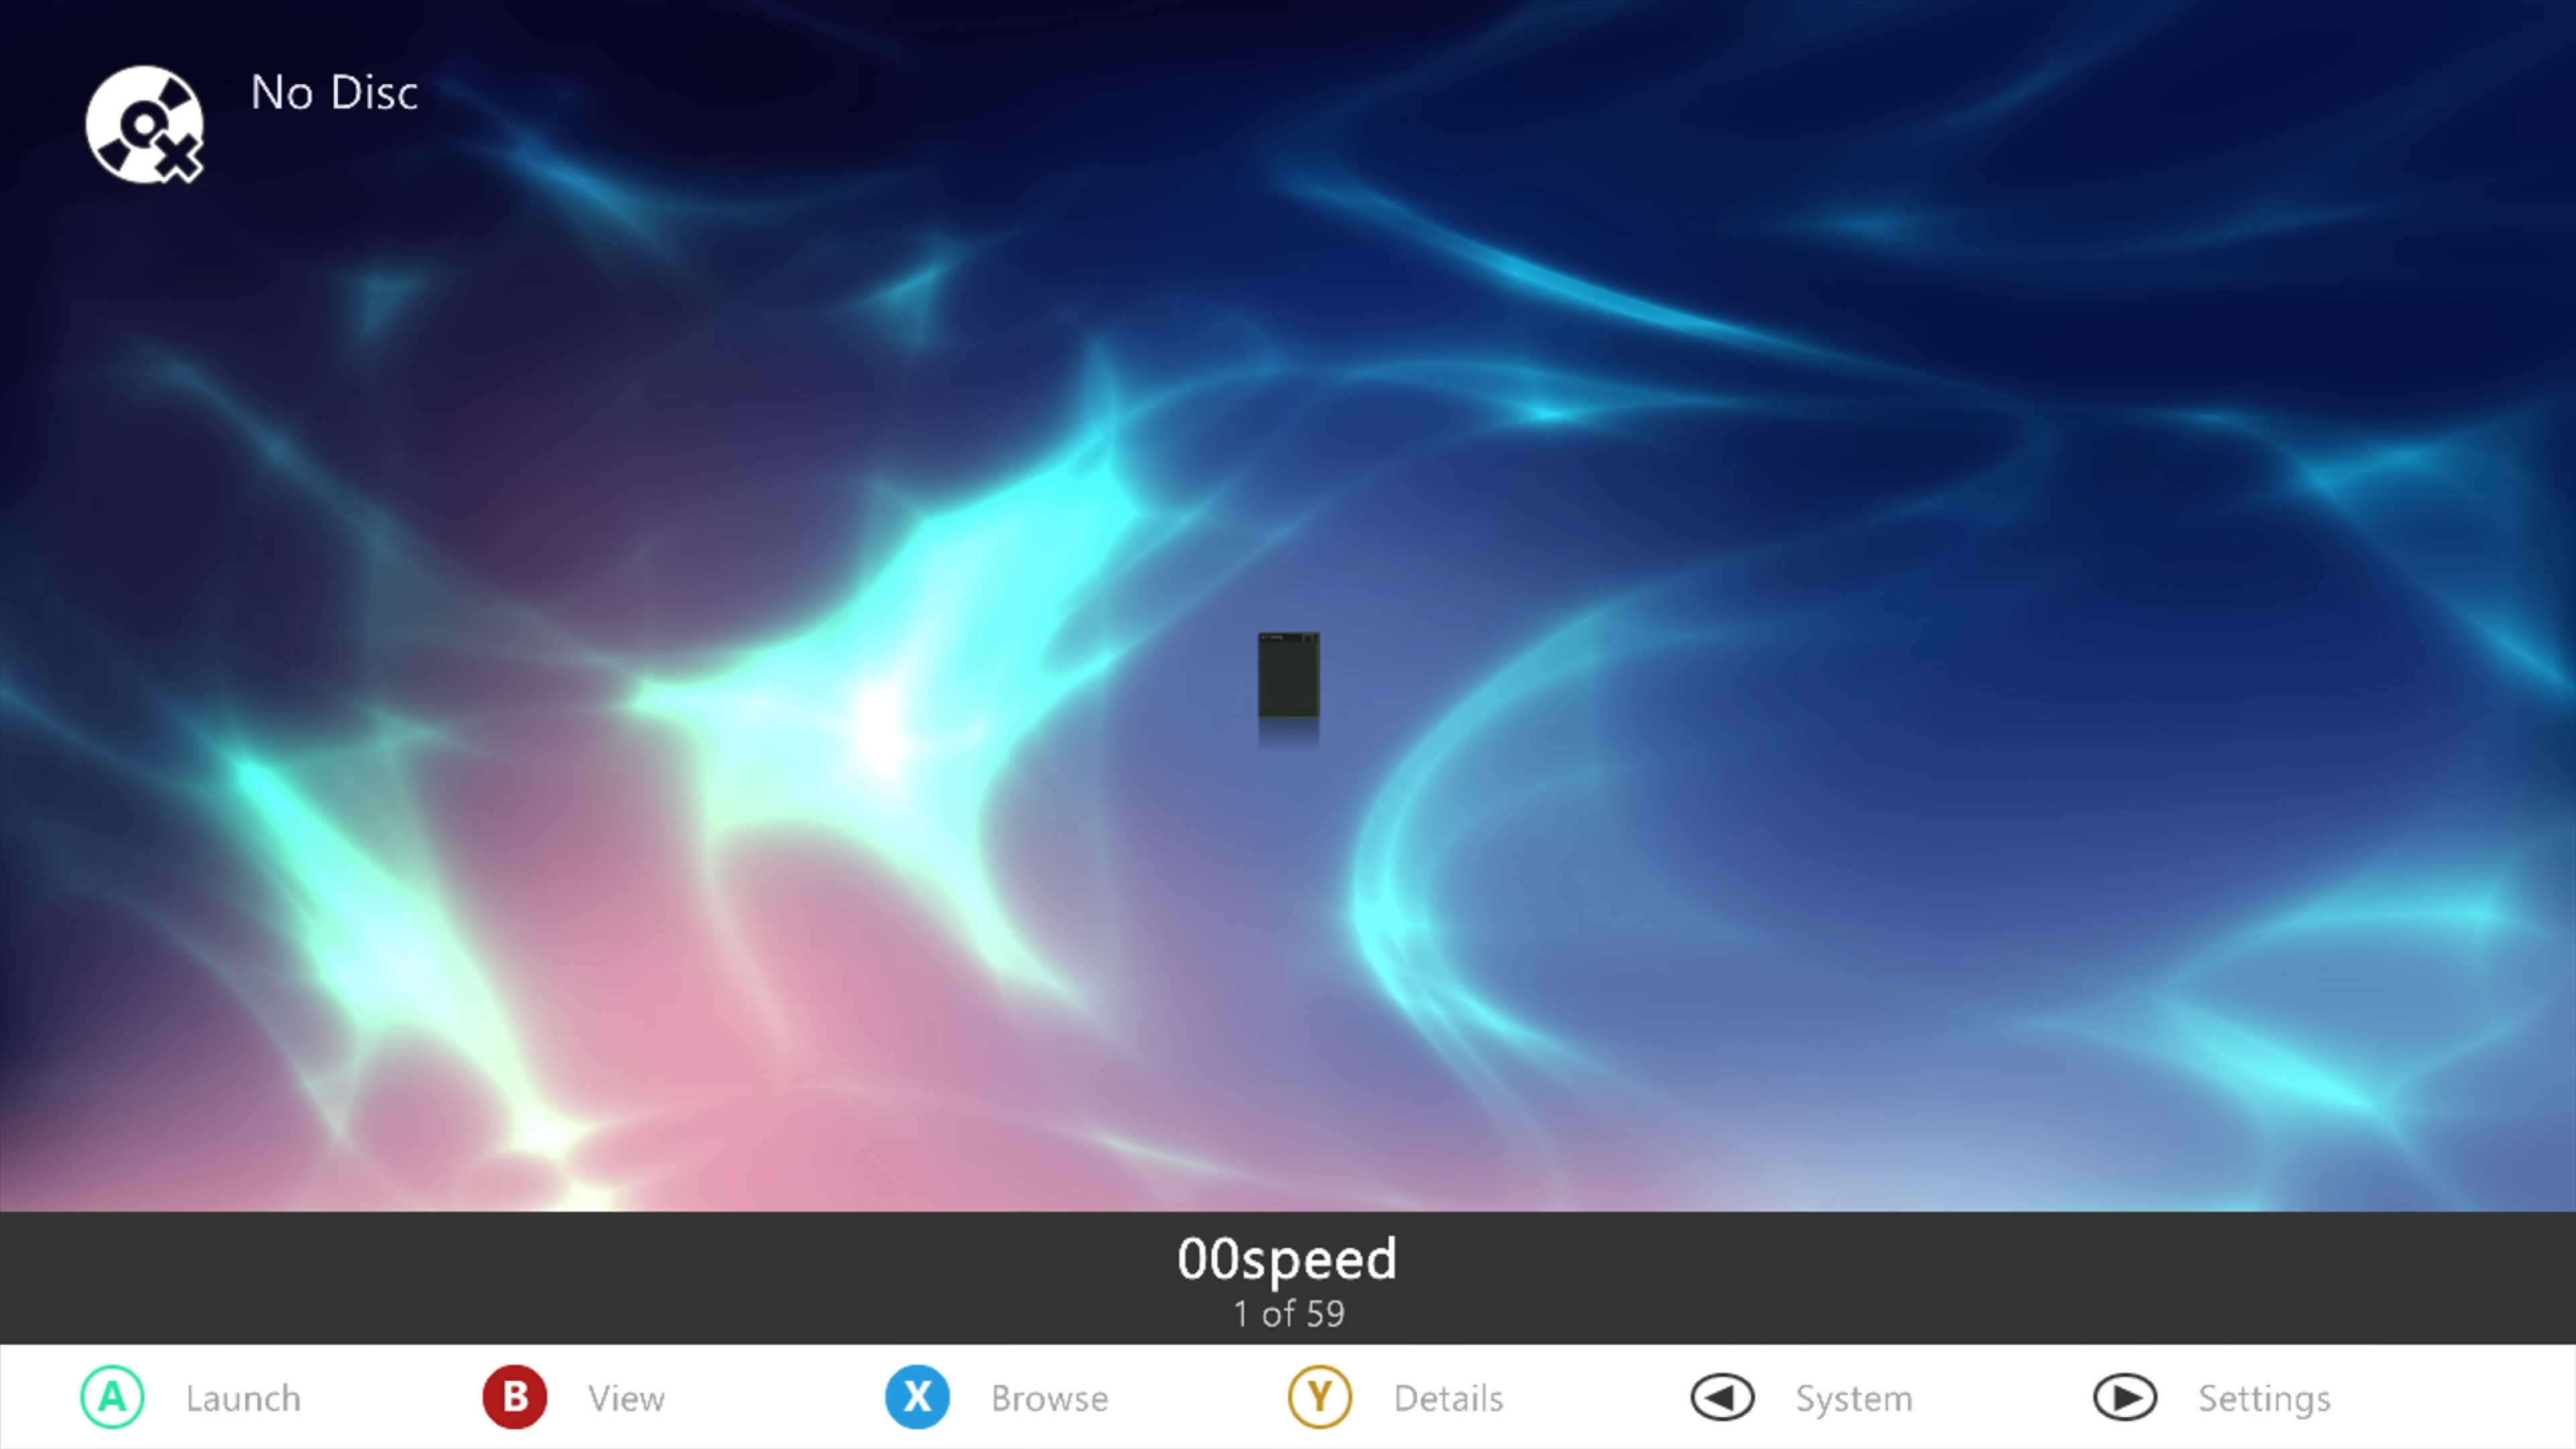 No Disc
00speed
1 of 59
A Launch
B View
X Browse
Y Details
System
Settings